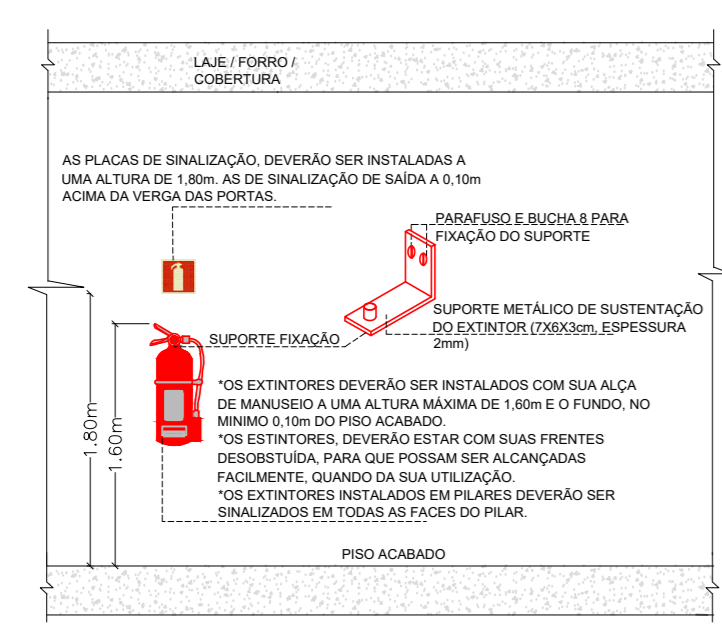 LAJE / FORRO /
COBERTURA
AS PLACAS DE SINALIZAÇÃO, DEVERÃO SER INSTALADAS A
UMA ALTURA DE 1,80m. AS DE SINALIZAÇÃO DE SAÍDA A 0,10m
ACIMA DA VERGA DAS PORTAS.
PARAFUSO E BUCHA 8 PARA
FIXAÇÃO DO SUPORTE
SUPORTE METÁLICO DE SUSTENTAÇÃO
DO EXTINTOR (7X6X3cm, ESPESSURA
2mm)
SUPORTE FIXAÇÃO
1.80m
1.60m
*OS EXTINTORES DEVERÃO SER INSTALADOS COM SUA ALÇA
DE MANUSEIO A UMA ALTURA MÁXIMA DE 1,60m E O FUNDO, NO
MINIMO 0,10m DO PISO ACABADO.
*OS ESTINTORES, DEVERÃO ESTAR COM SUAS FRENTES
DESOBSTUÍDA, PARA QUE POSSAM SER ALCANÇADAS
FACILMENTE, QUANDO DA SUA UTILIZAÇÃO.
*OS EXTINTORES INSTALADOS EM PILARES DEVERÃO SER
SINALIZADOS EM TODAS AS FACES DO PILAR.
PISO ACABADO